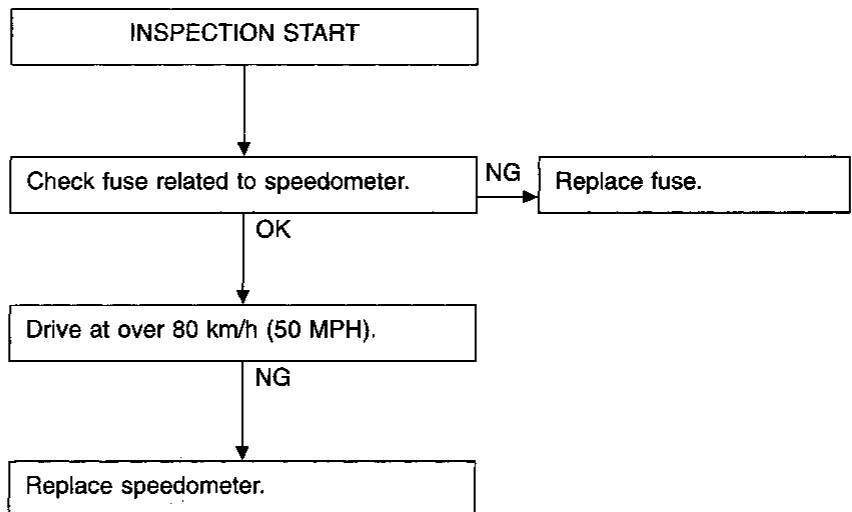 INSPECTION START
Check fuse related to speedometer.
NG
Replace fuse.
OK
Drive at over 80 km/h (50 MPH).
NG
Replace speedometer.